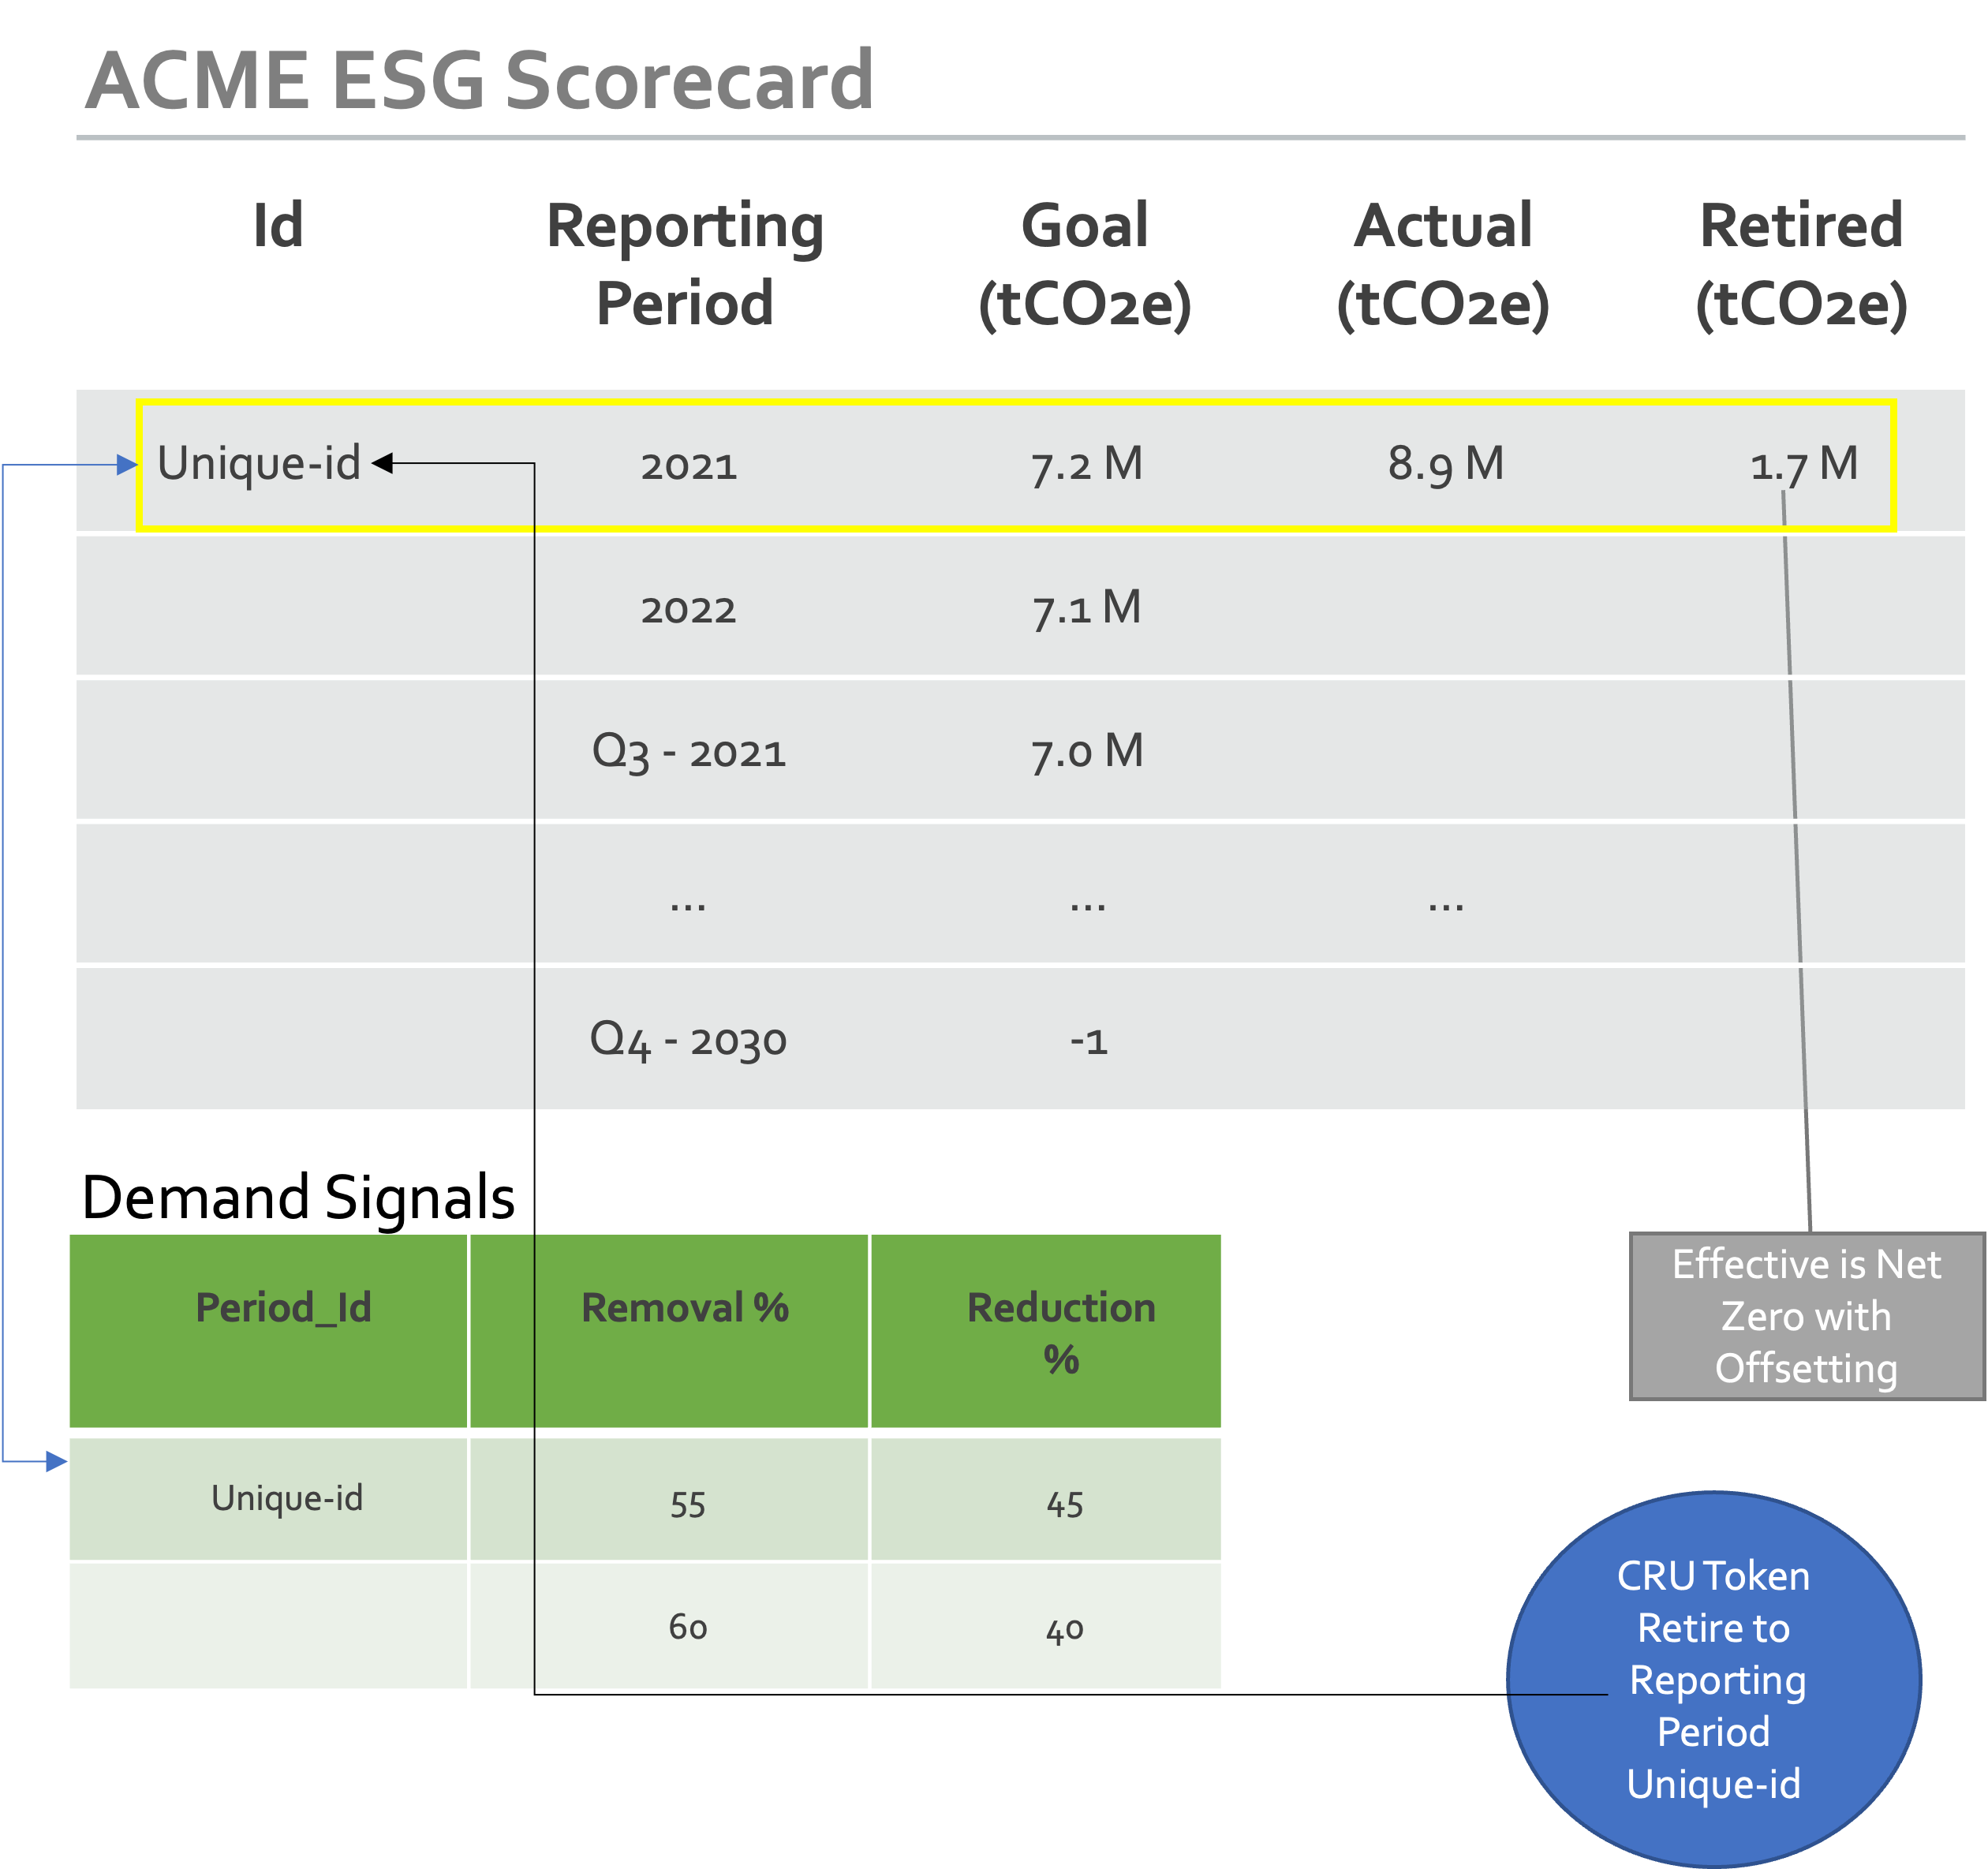 ACME ESG Scorecard
Id Reporting Goal Actual Retired
Period (tCO2e) (tCO2e) (tCO2e)
Unique-id 2021 7.2 M 8.9 M 1.7 M
2022 7.1 M
Q3 - 2021 7.0 M
... ... ...
Q4 - 2030 -1
Demand Signals
Period_Id Removal % Reduction
%
Unique-id 55 45
60 40
Effective is Net
Zero with
Offsetting
CRU Token
Retire to
Reporting
Period
Unique-id